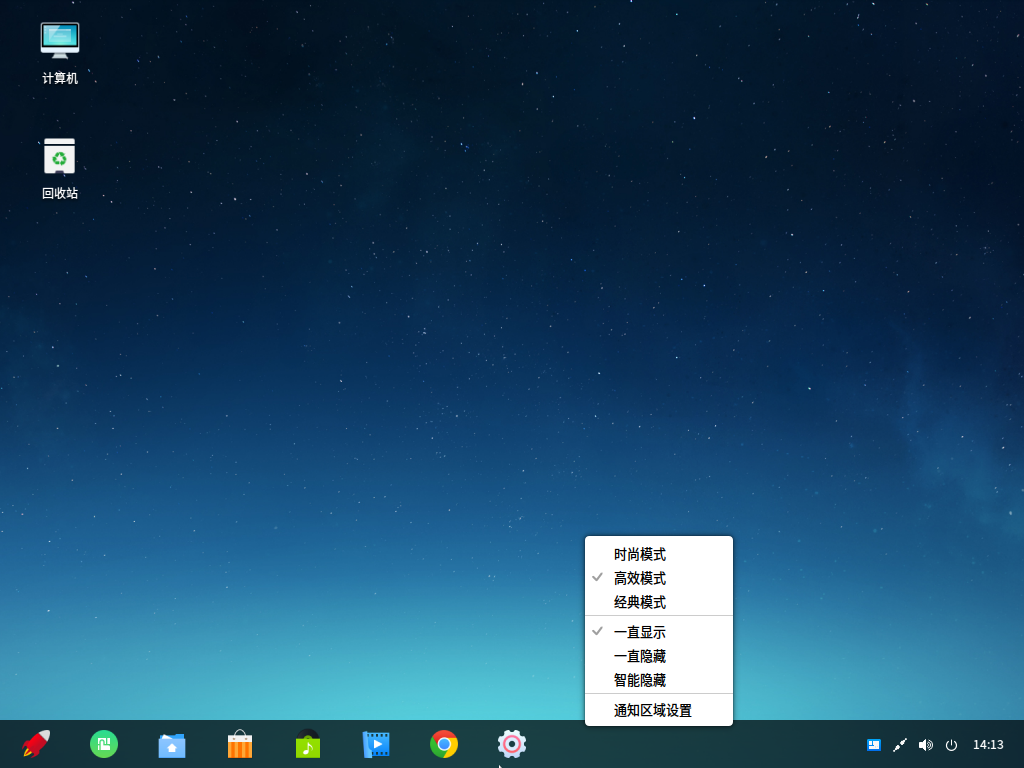 计算机
回收站
时尚模式
高效模式
经典模式
一直显示
一直隐藏
智能隐藏
通知区域设置
14:13